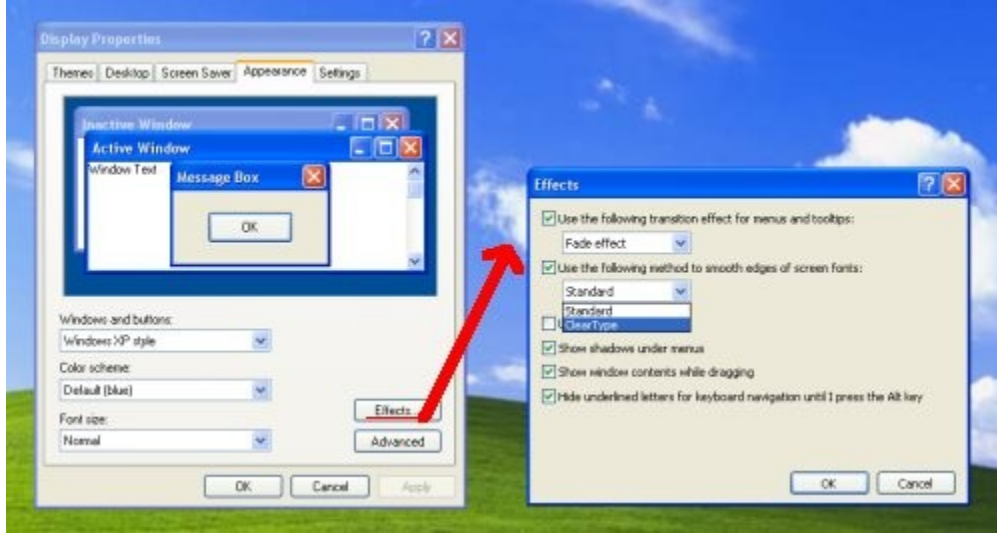 Display Properties
Themes Desktop Screen Saver Appearance Settings
Inactive Window
Active Window
Window Text
Message Box
OK
Windows and buttons:
Windows XP style
Color scheme:
Default (blue)
Effects...
Font size:
Normal
Advanced
OK Cancel Apply
Effects
Use the following transition effect for menus and tooltips:
Fade effect
Use the following method to smooth edges of screen fonts:
Standard
Standard
ClearType
Show shadows under menus
Show window contents while dragging
Hide underlined letters for keyboard navigation until I press the Alt key
OK Cancel